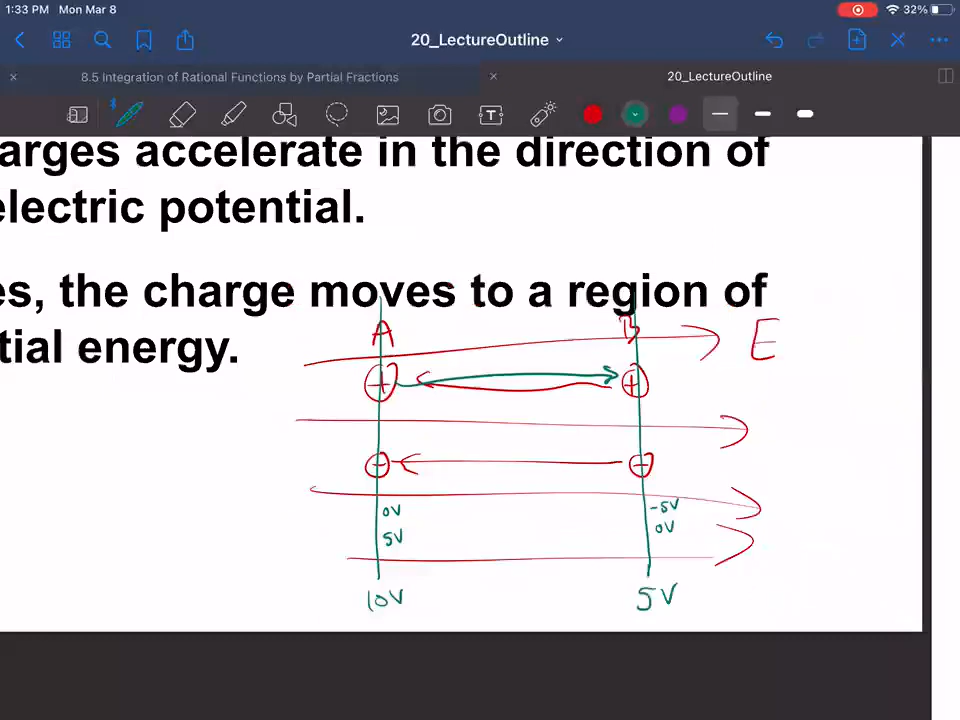 1:33 PM Mon Mar 8
32%
20_LectureOutline
8.5 Integration of Rational Functions by Partial Fractions
20_LectureOutline
T
arges accelerate in the direction of
electric potential.
es, the charge moves to a region of
tial energy.
A B
E
+ +
- -
0V -5V
5V 0V
10V 5V